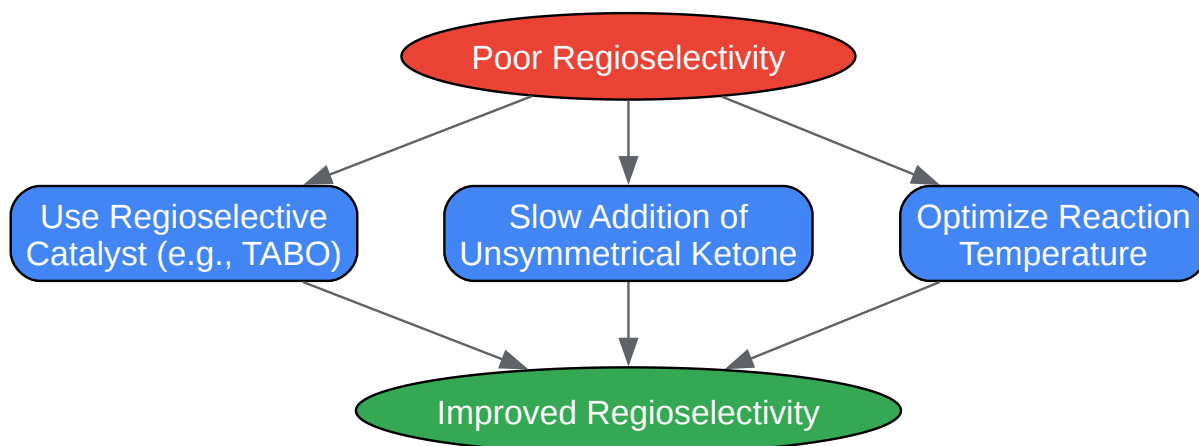 Poor Regioselectivity
Use Regioselective
Catalyst (e.g., TABO)
Slow Addition of
Unsymmetrical Ketone
Optimize Reaction
Temperature
Improved Regioselectivity